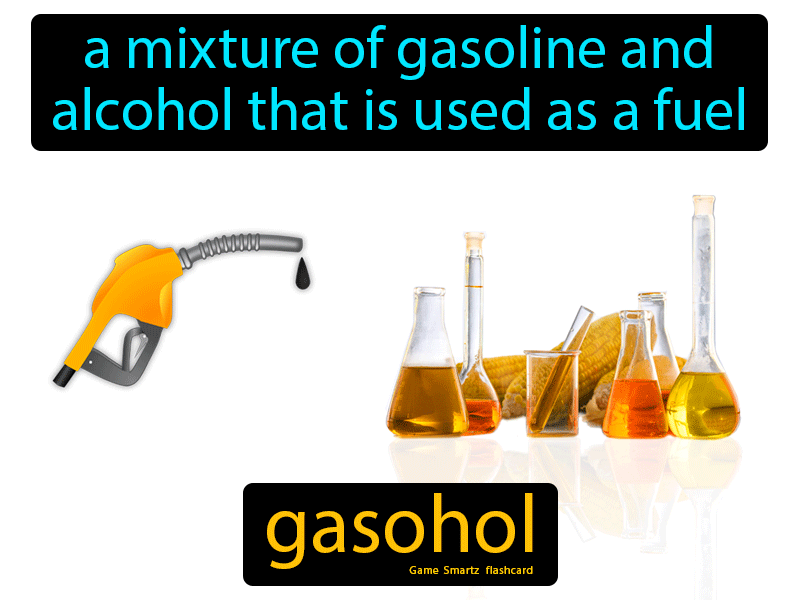 a mixture of gasoline and
alcohol that is used as a fuel
gasohol
Game Smartz flashcard